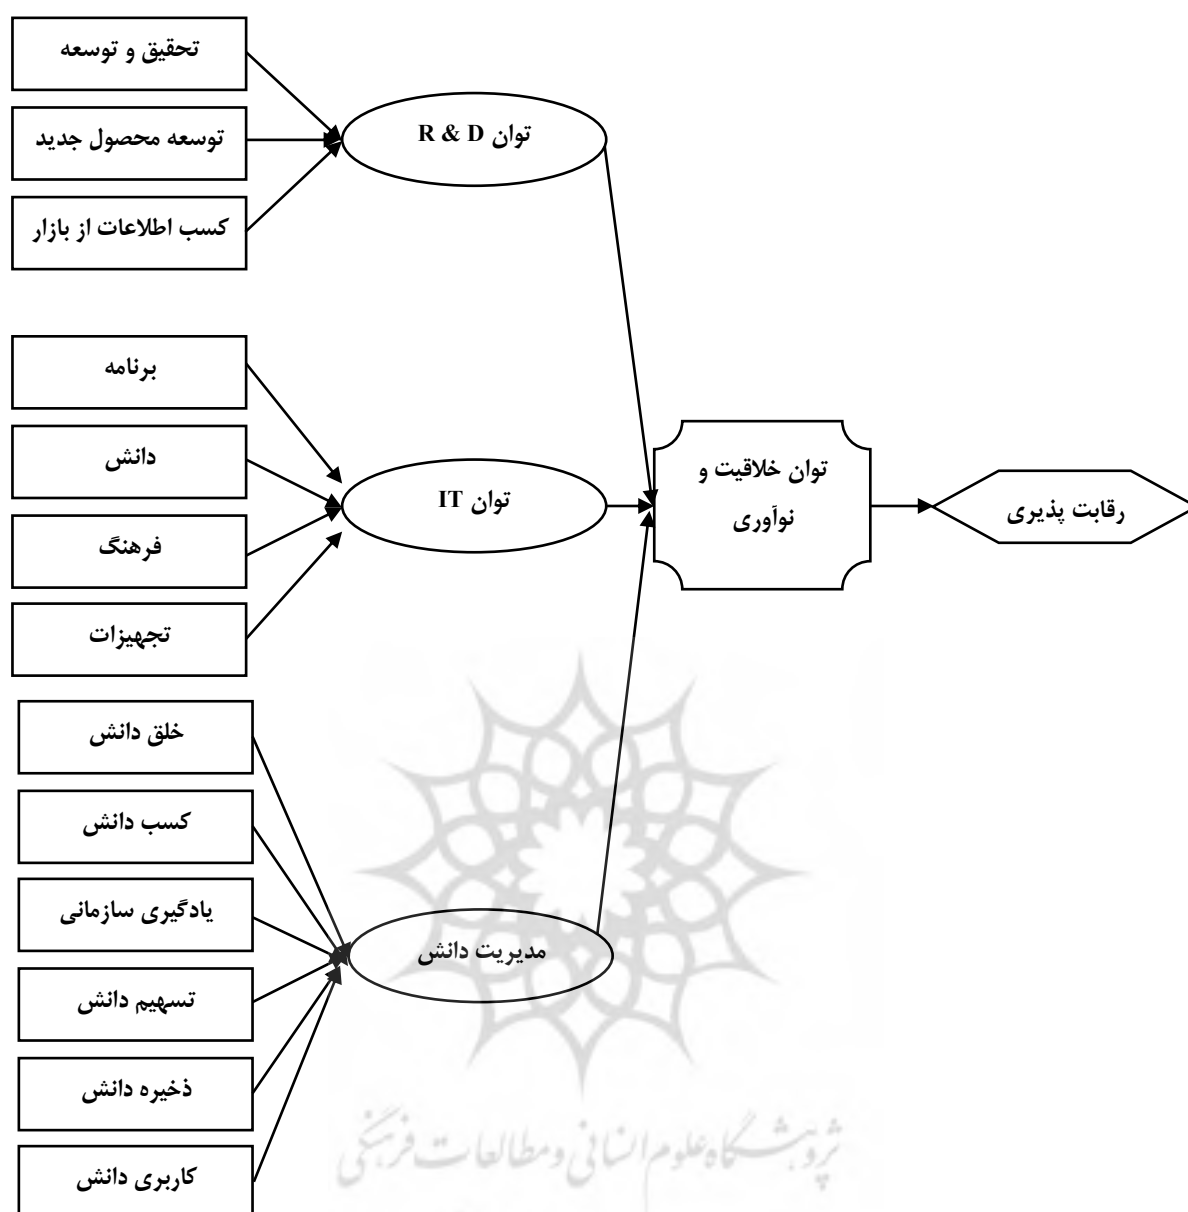 تحقیق و توسعه
توسعه محصول جدید
کسب اطلاعات از بازار
توان R & D
برنامه
دانش
فرهنگ
تجهیزات
توان IT
خلق دانش
کسب دانش
یادگیری سازمانی
تسهیم دانش
ذخیره دانش
کاربری دانش
مدیریت دانش
توان خلاقیت و
نوآوری
رقابت پذیری
پژوهشگاه علوم انسانی و مطالعات فرهنگی